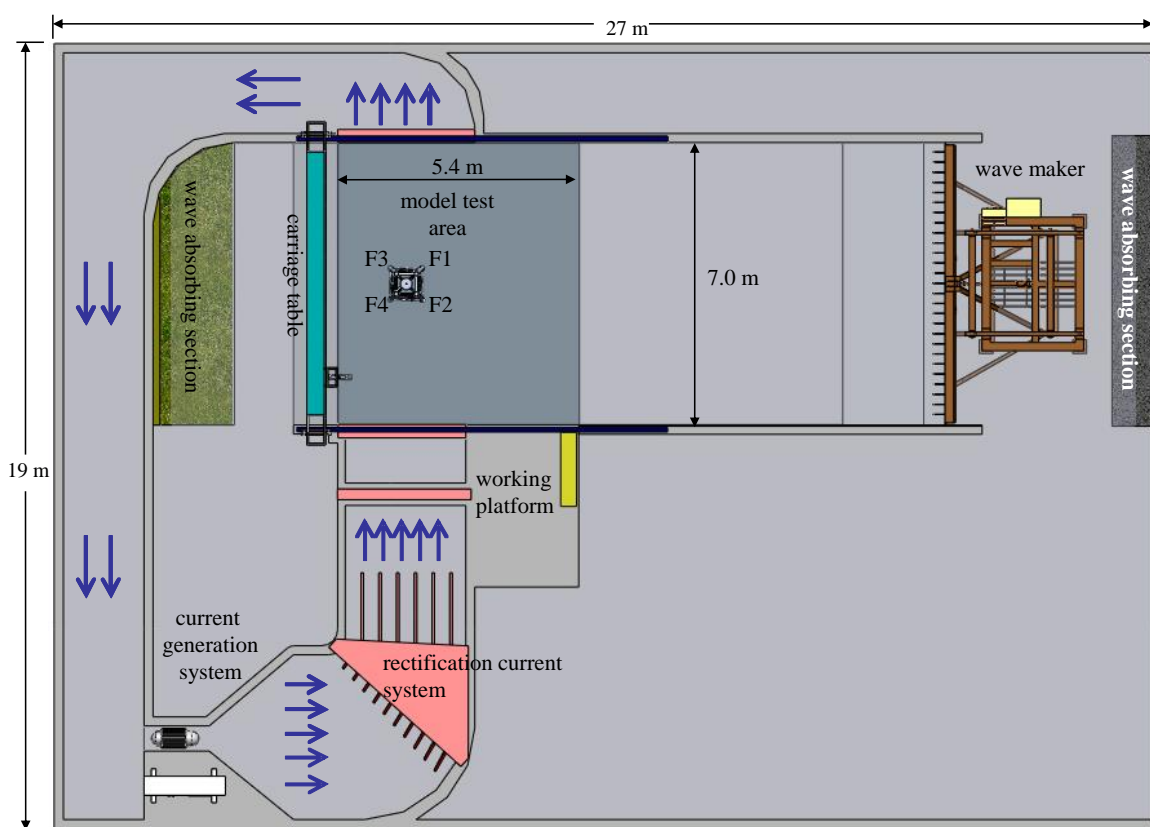 27 m
5.4 m
model test
area
wave maker
wave absorbing section
carriage table
F3 F1
F4 F2
7.0 m
wave absorbing section
19 m
working
platform
current
generation
system
rectification current
system